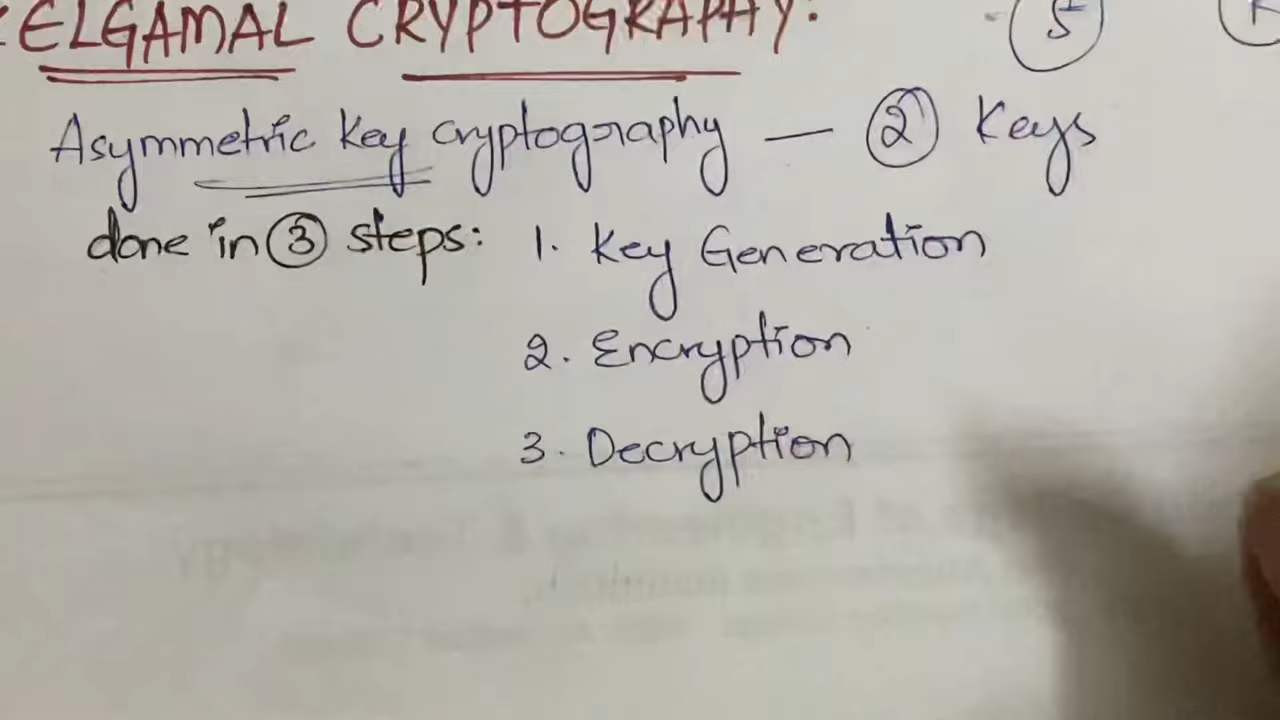 ELGAMAL CRYPTOGRAPHY:
S
Asymmetric Key Cryptography — 2 Keys
done in 3 steps: 1. Key Generation
2. Encryption
3. Decryption